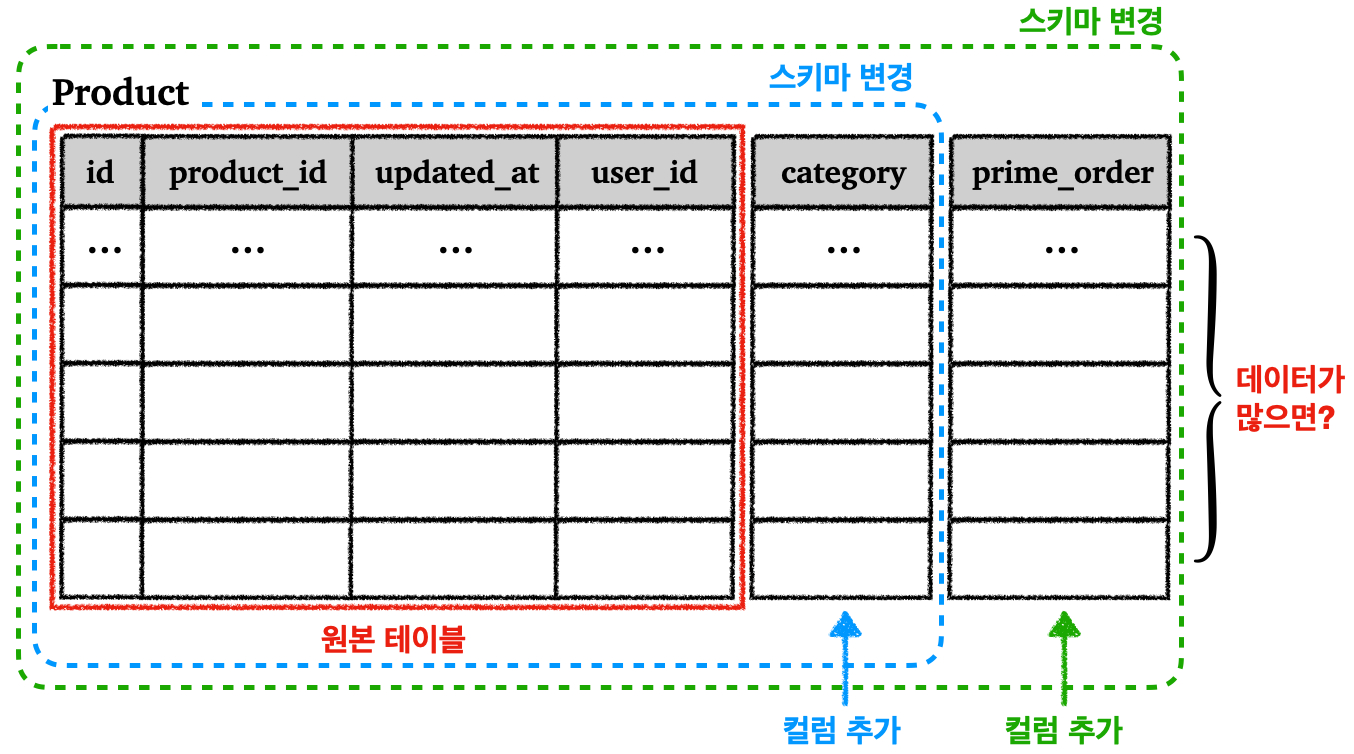 스키마 변경
스키마 변경
Product
id product_id updated_at user_id category prime_order
... ... ... ... ... ...
데이터가
많으면?
원본 테이블
컬럼 추가 컬럼 추가